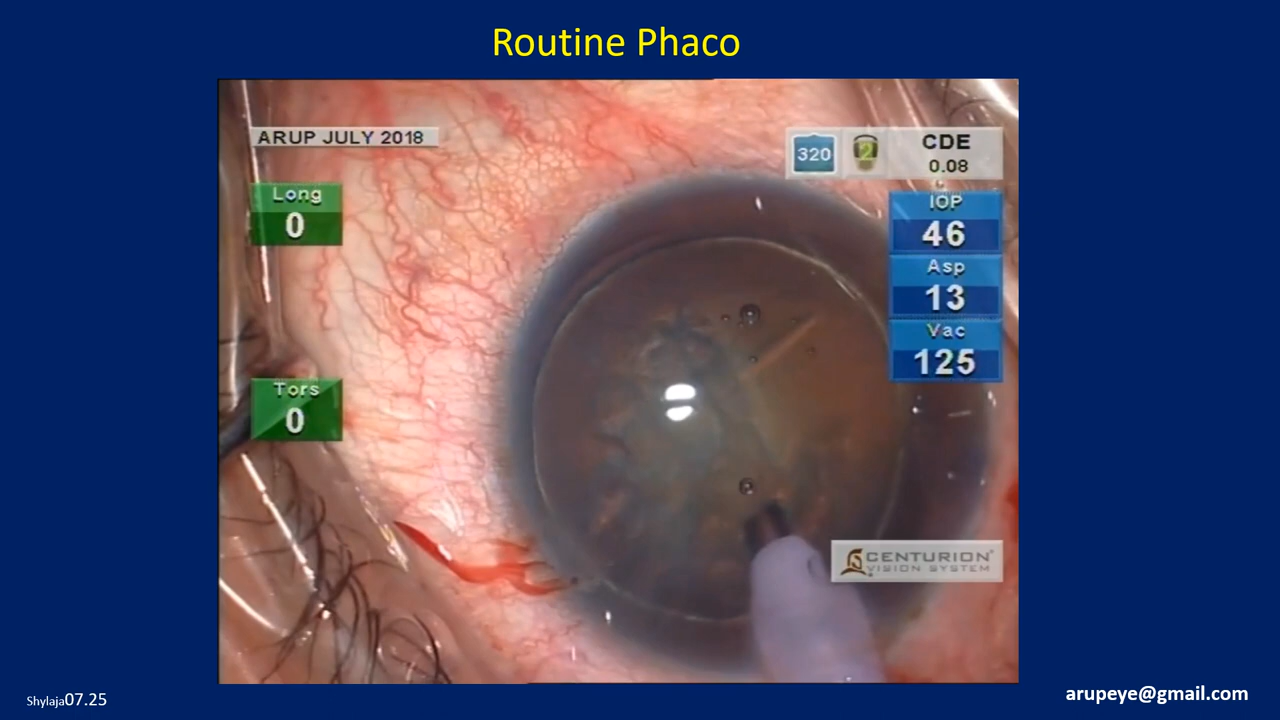 Routine Phaco
ARUP JULY 2018
320
2
CDE
0.08
Long
0
IOP
46
Asp
13
Vac
125
Tors
0
CENTURION®
VISION SYSTEM
Shylaja07.25
arupeye@gmail.com